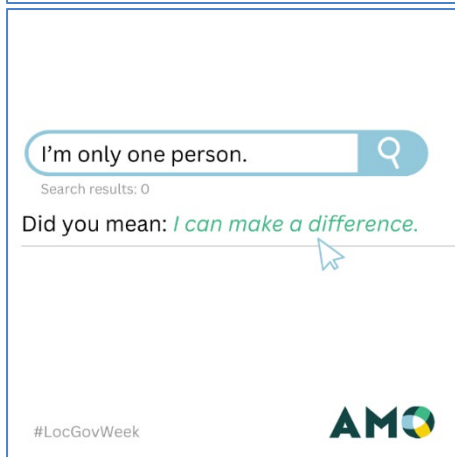 I'm only one person.
Search results: 0
Did you mean: I can make a difference.
#LocGovWeek
AMO